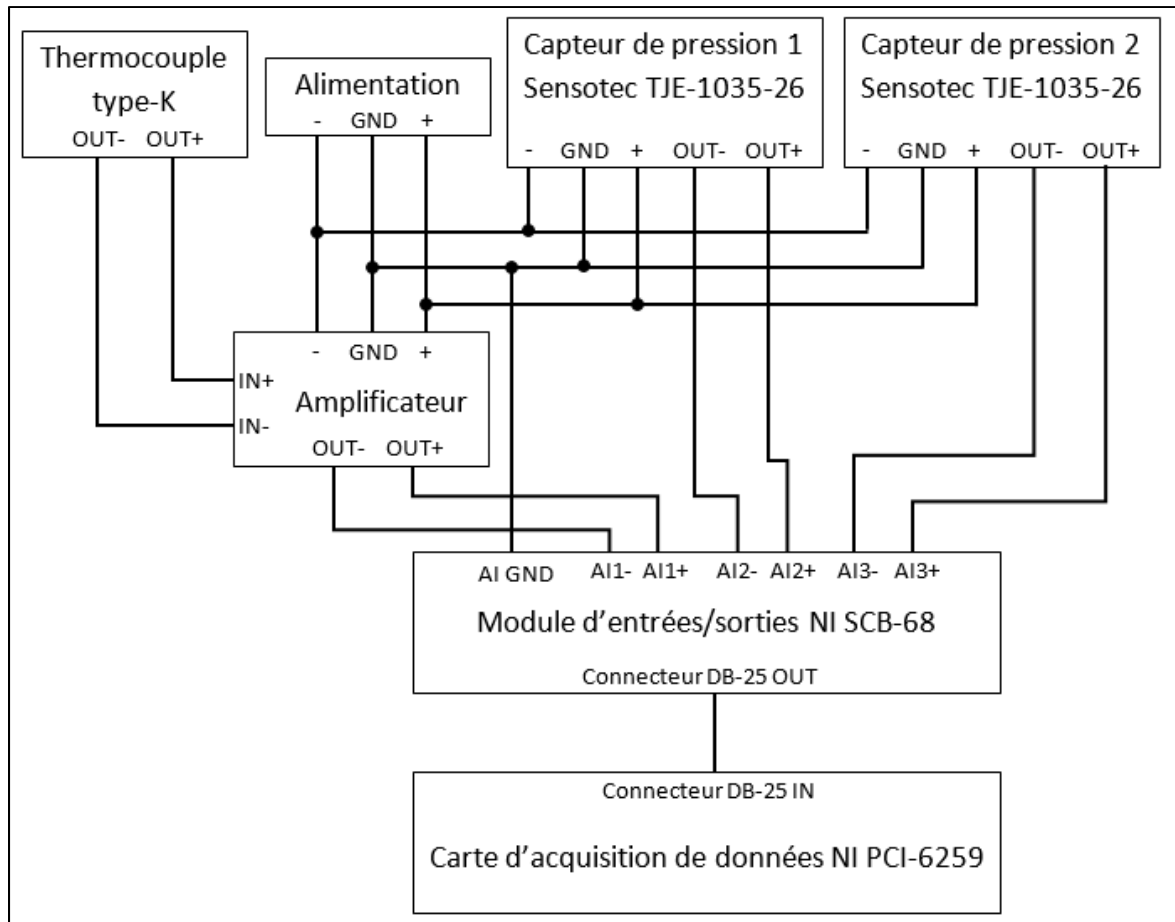 Thermocouple
type-K
OUT- OUT+
Alimentation
- GND +
Capteur de pression 1
Sensotec TJE-1035-26
- GND + OUT- OUT+
Capteur de pression 2
Sensotec TJE-1035-26
- GND + OUT- OUT+
- GND +
IN+
Amplificateur
IN-
OUT- OUT+
AI GND AI1- AI1+ AI2- AI2+ AI3- AI3+
Module d’entrées/sorties NI SCB-68
Connecteur DB-25 OUT
Connecteur DB-25 IN
Carte d’acquisition de données NI PCI-6259